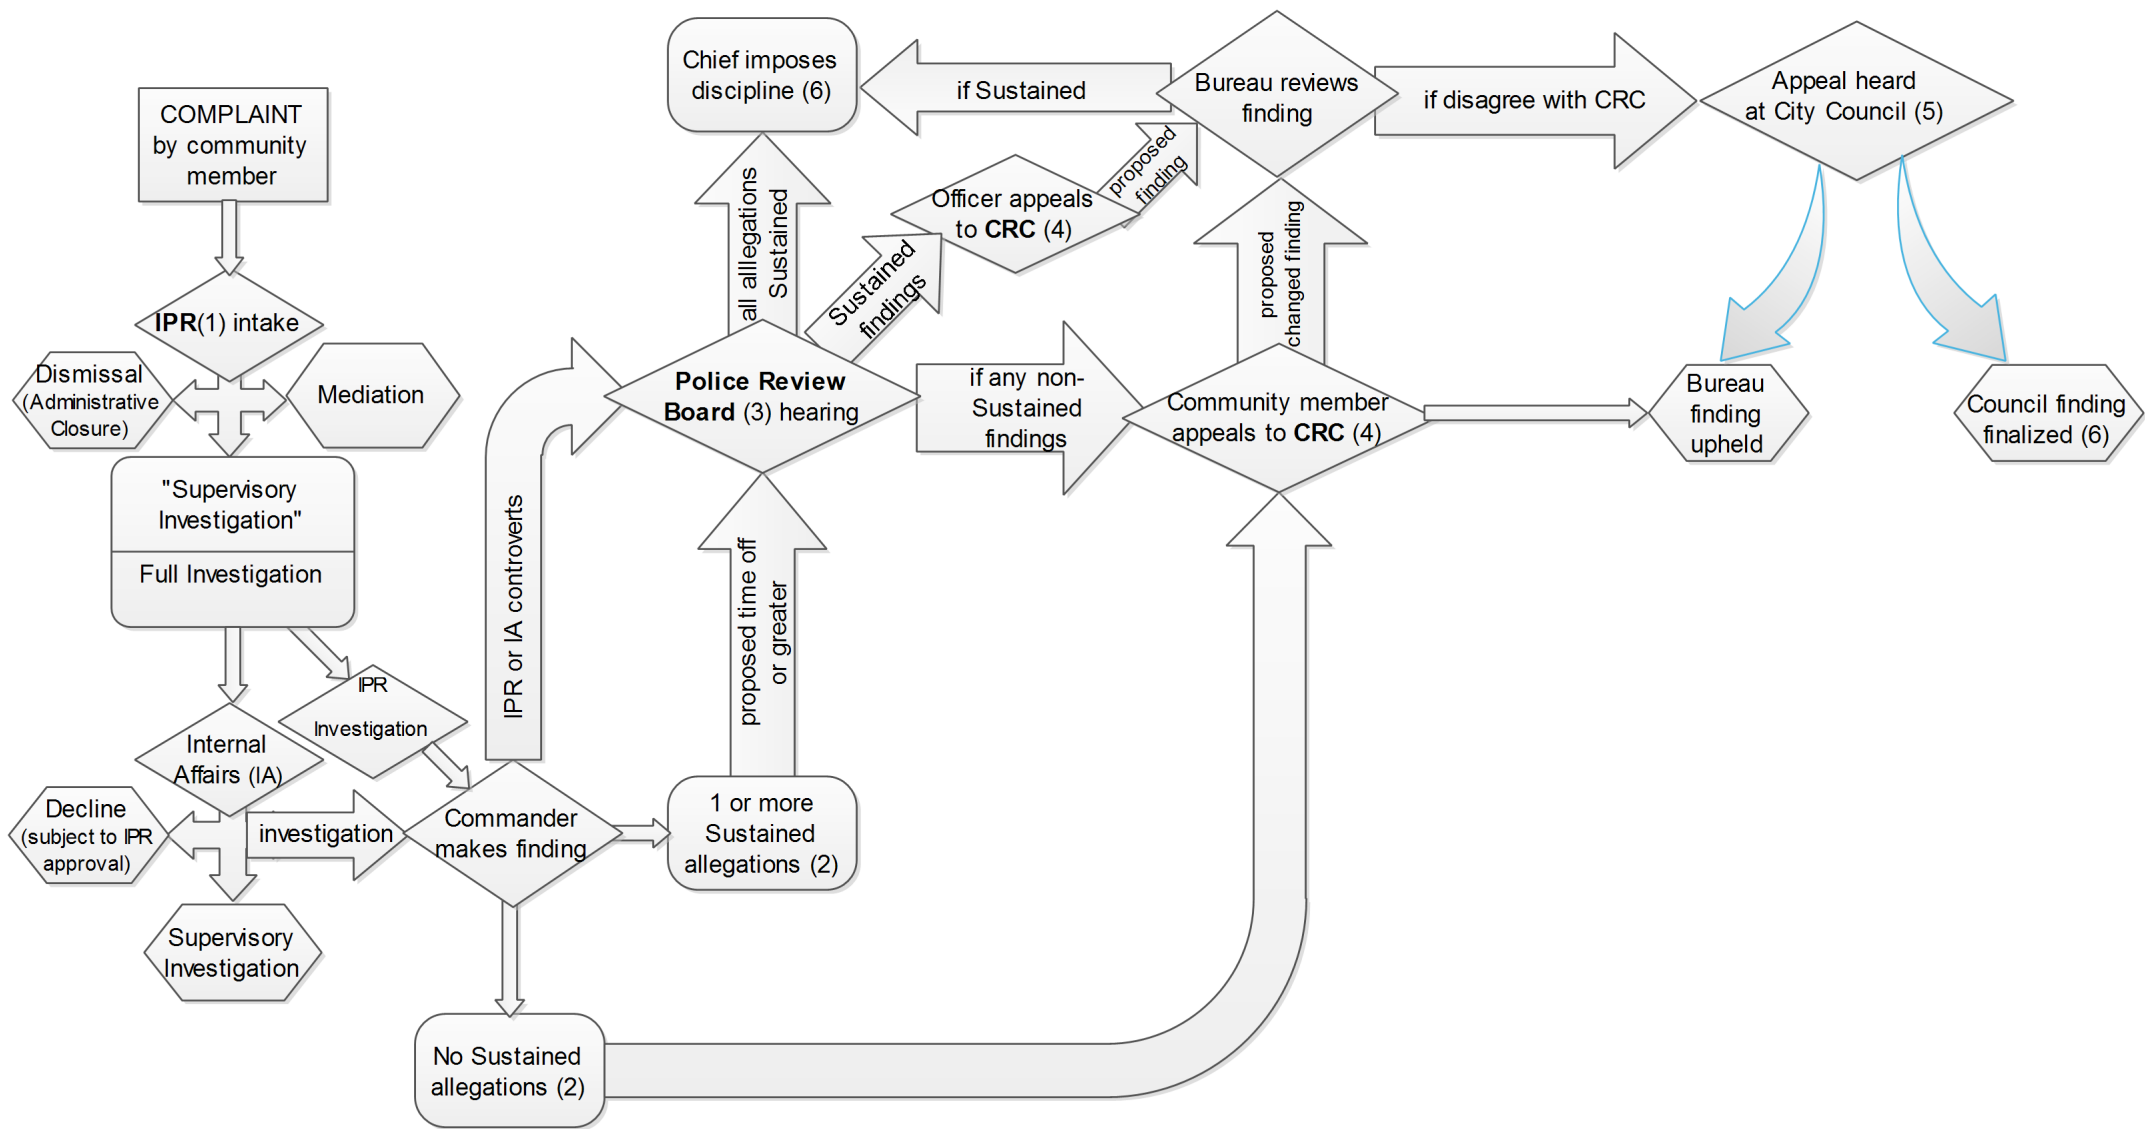 COMPLAINT
by community
member
IPR(1) intake
Dismissal
(Administrative
Closure)
Mediation
"Supervisory
Investigation"
Full Investigation
IPR
Investigation
Internal
Affairs (IA)
Decline
(subject to IPR
approval)
investigation
Supervisory
Investigation
Commander
makes finding
No Sustained
allegations (2)
1 or more
Sustained
allegations (2)
IPR or IA controverts
proposed time off
or greater
Police Review
Board (3) hearing
all alllegations
Sustained
Chief imposes
discipline (6)
Sustained
findings
Officer appeals
to CRC (4)
proposed
finding
if any non-
Sustained
findings
Community member
appeals to CRC (4)
proposed
changed finding
Bureau reviews
finding
if Sustained
if disagree with CRC
Appeal heard
at City Council (5)
Bureau
finding
upheld
Council finding
finalized (6)